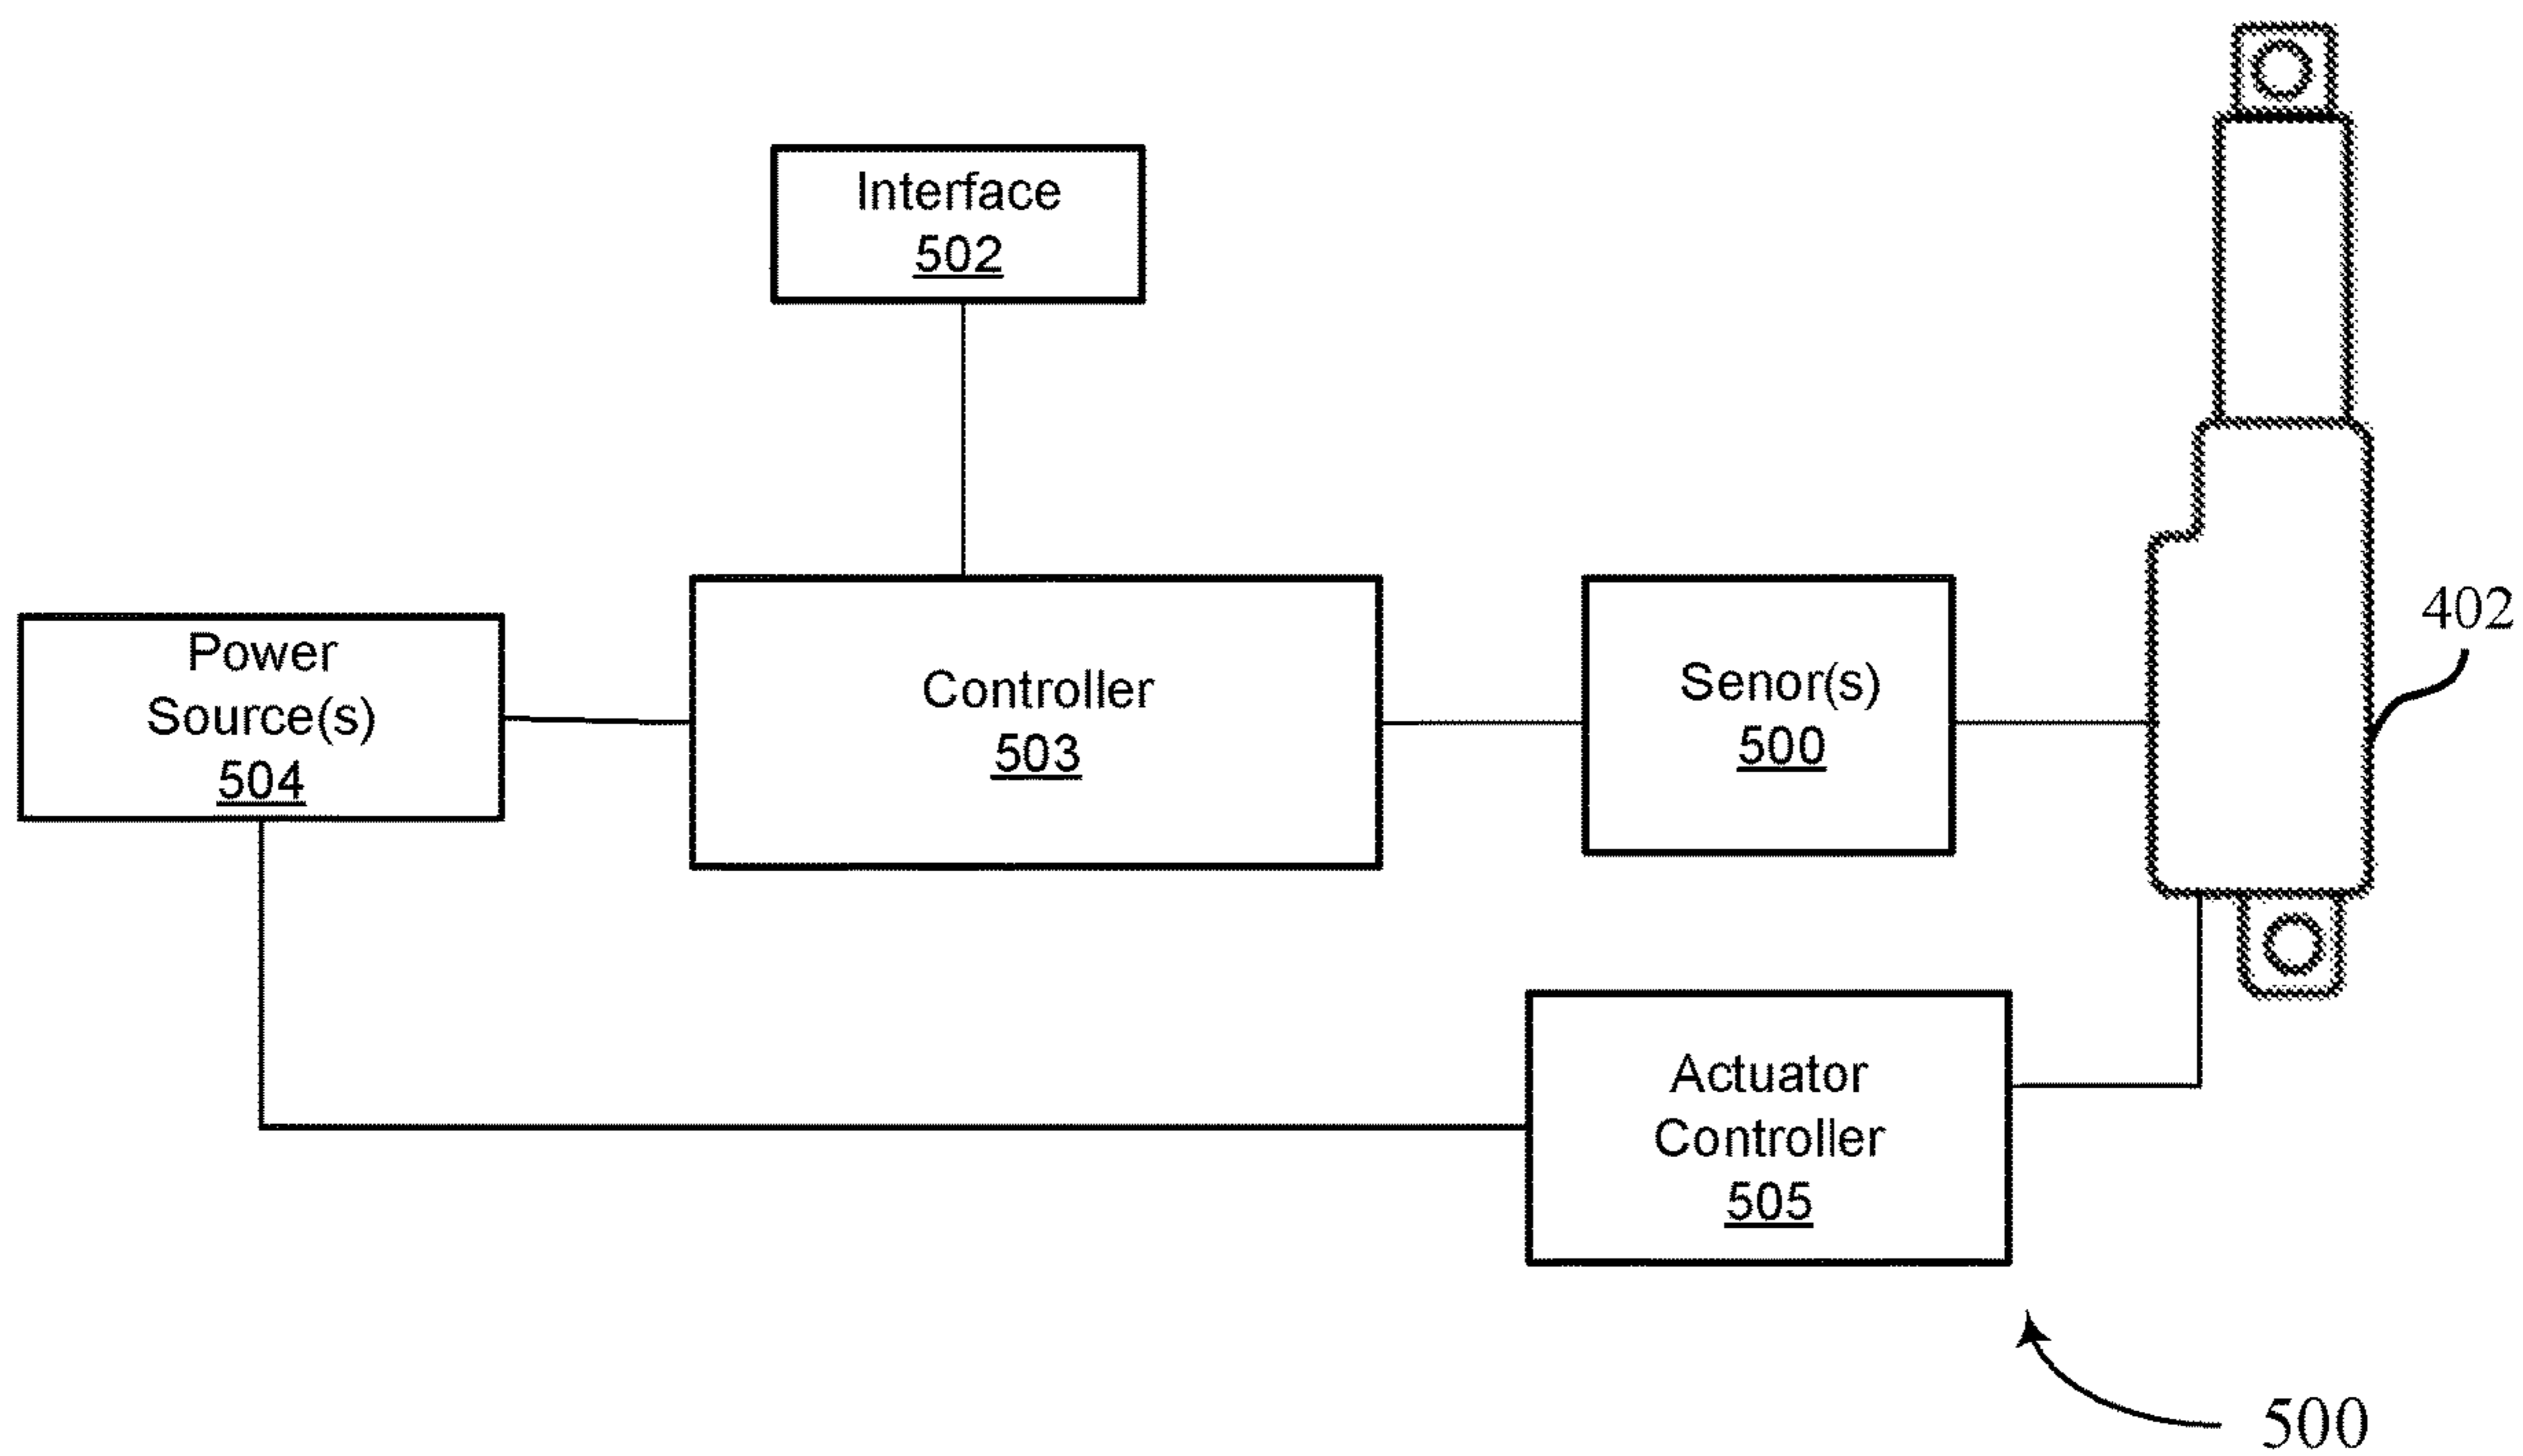 Interface
502
Power
Source(s)
504
Controller
503
Senor(s)
500
402
Actuator
Controller
505
500